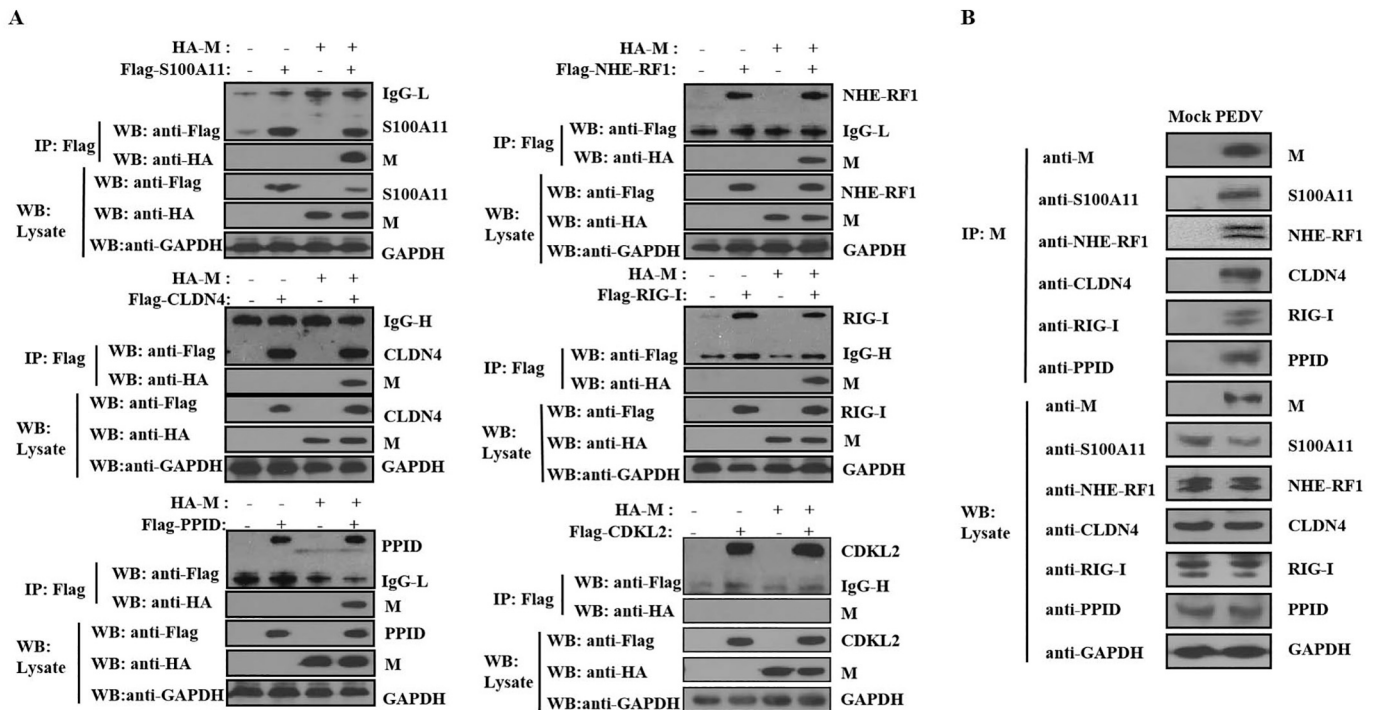 A
HA-M : - - + +
Flag-S100A11: - + - +
IgG-L
IP: Flag
WB: anti-Flag
S100A11
WB: anti-HA
M
WB: Lysate
WB: anti-Flag
S100A11
WB: anti-HA
M
WB:anti-GAPDH
GAPDH
HA-M : - - + +
Flag-NHE-RF1: - + - +
NHE-RF1
IP: Flag
WB: anti-Flag
IgG-L
WB: anti-HA
M
WB: Lysate
WB: anti-Flag
NHE-RF1
WB: anti-HA
M
WB:anti-GAPDH
GAPDH
HA-M : - - + +
Flag-CLDN4: - + - +
IgG-H
IP: Flag
WB: anti-Flag
CLDN4
WB: anti-HA
M
WB: Lysate
WB: anti-Flag
CLDN4
WB: anti-HA
M
WB:anti-GAPDH
GAPDH
HA-M : - - + +
Flag-RIG-I: - + - +
RIG-I
IP: Flag
WB: anti-Flag
IgG-H
WB: anti-HA
M
WB: Lysate
WB: anti-Flag
RIG-I
WB: anti-HA
M
WB:anti-GAPDH
GAPDH
HA-M : - - + +
Flag-PPID: - + - +
PPID
IP: Flag
WB: anti-Flag
IgG-L
WB: anti-HA
M
WB: Lysate
WB: anti-Flag
PPID
WB: anti-HA
M
WB:anti-GAPDH
GAPDH
HA-M : - - + +
Flag-CDKL2: - + - +
CDKL2
IP: Flag
WB: anti-Flag
IgG-H
WB: anti-HA
M
WB: Lysate
WB: anti-Flag
CDKL2
WB: anti-HA
M
WB:anti-GAPDH
GAPDH
B
Mock PEDV
IP: M
anti-M
M
anti-S100A11
S100A11
anti-NHE-RF1
NHE-RF1
anti-CLDN4
CLDN4
anti-RIG-I
RIG-I
anti-PPID
PPID
WB: Lysate
anti-M
M
anti-S100A11
S100A11
anti-NHE-RF1
NHE-RF1
anti-CLDN4
CLDN4
anti-RIG-I
RIG-I
anti-PPID
PPID
anti-GAPDH
GAPDH